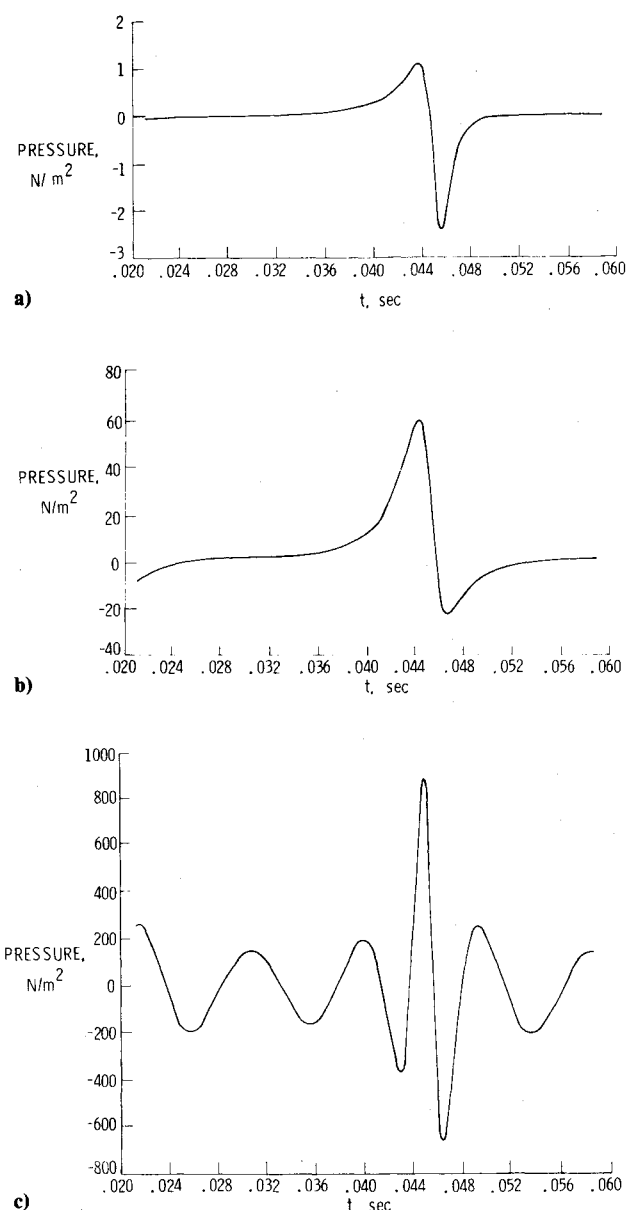 2
1
0
PRESSURE,
N/m2
-1
-2
-3
.020 .024 .028 .032 .036 .040 .044 .048 .052 .056 .060
t, sec
a)
80
60
PRESSURE, 40
N/m2
20
0
-20
-40
.020 .024 .028 .032 .036 .040 .044 .048 .052 .056 .060
t, sec
b)
1000
800
600
400
PRESSURE, 200
N/m2
0
-200
-400
-600
-800
.020 .024 .028 .032 .036 .040 .044 .048 .052 .056 .060
t, sec
c)